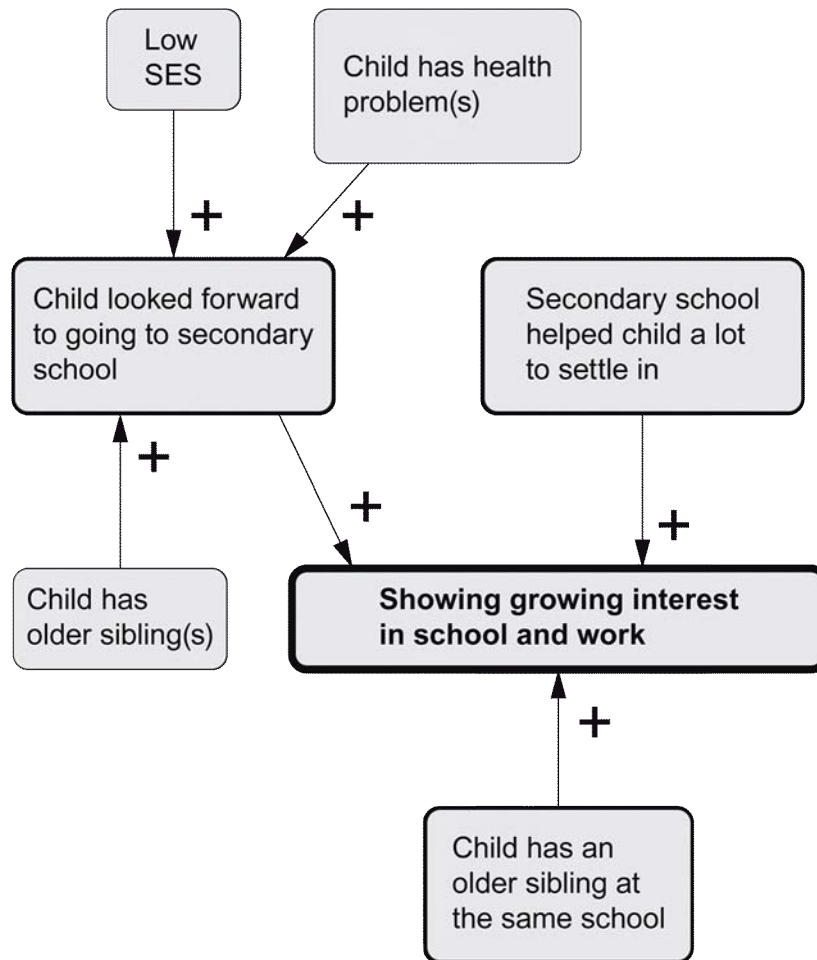 Low
SES
Child has health
problem(s)
+
+
Child looked forward
to going to secondary
school
Secondary school
helped child a lot
to settle in
+
+
+
Child has
older sibling(s)
Showing growing interest
in school and work
+
Child has an
older sibling at
the same school